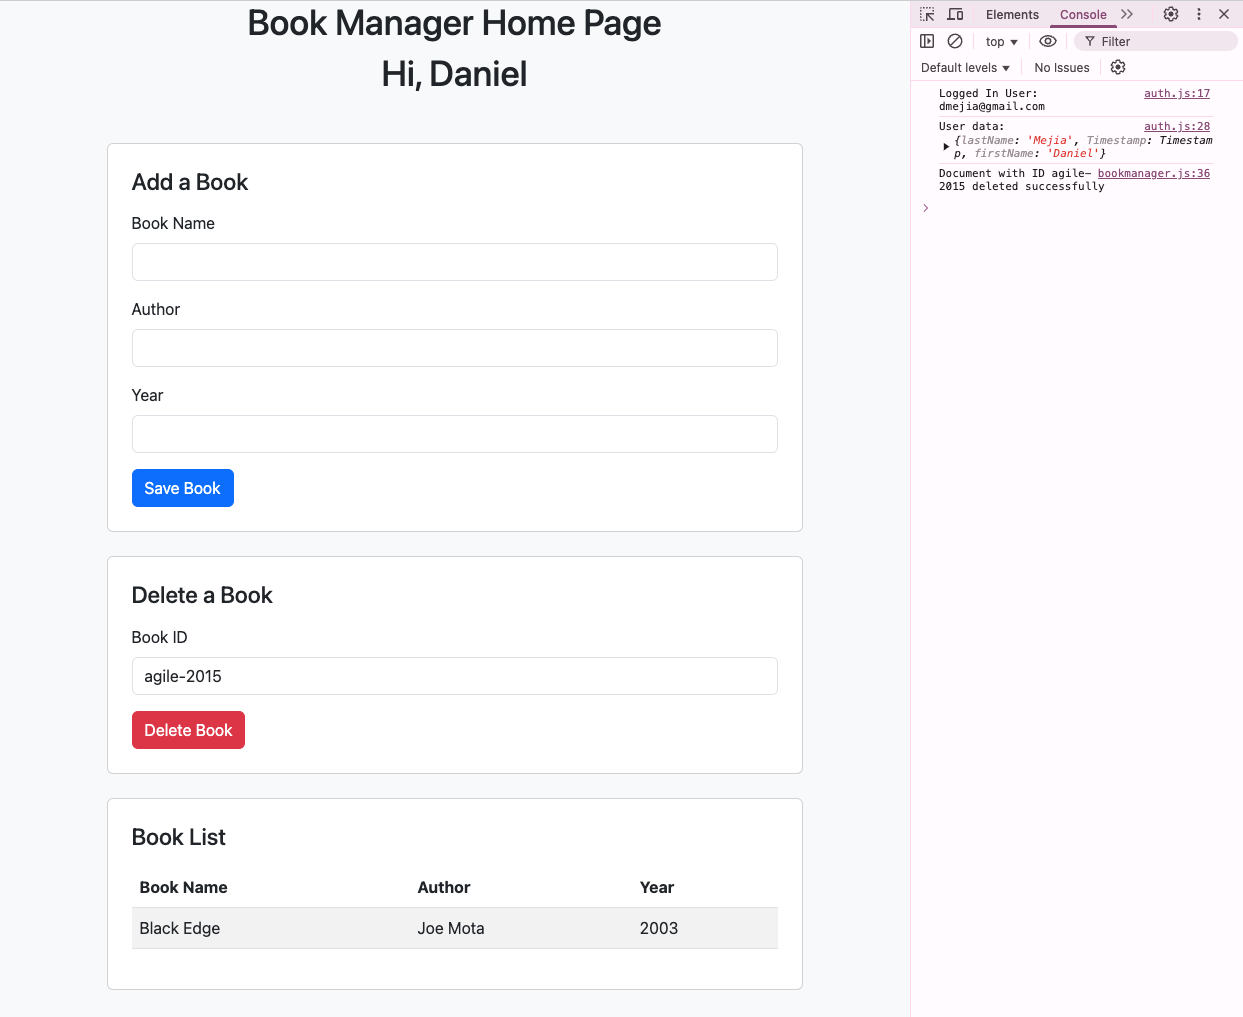 Book Manager Home Page
Hi, Daniel
Add a Book
Book Name
Author
Year
Save Book
Delete a Book
Book ID
agile-2015
Delete Book
Book List
Book Name Author Year
Black Edge Joe Mota 2003
Elements Console
top Filter
Default levels No Issues
Logged In User: auth.js:17
dmejia@gmail.com
User data: auth.js:28
{lastName: 'Mejia', Timestamp: Timestam
p, firstName: 'Daniel'}
Document with ID agile- bookmanager.js:36
2015 deleted successfully